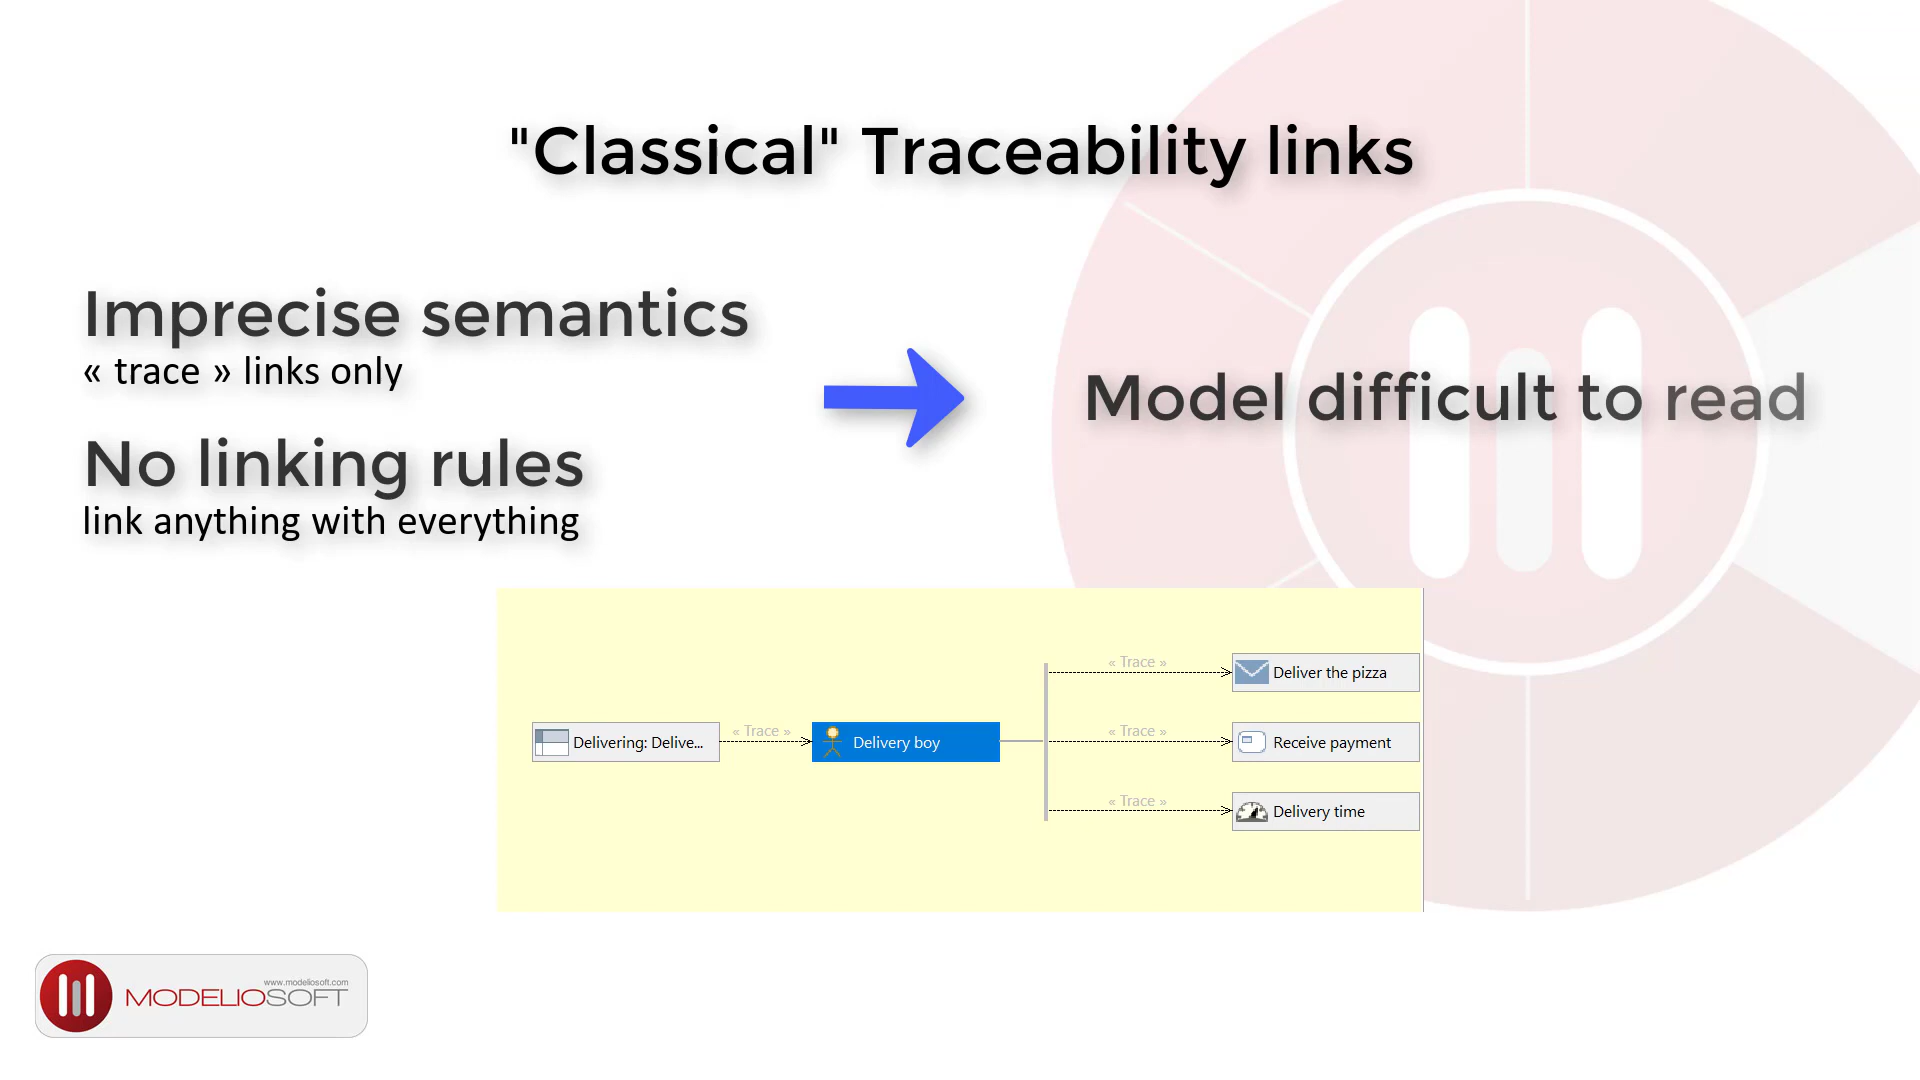 "Classical" Traceability links
Imprecise semantics
« trace » links only
No linking rules
link anything with everything
Model difficult to read
« Trace »
Deliver the pizza
Delivering: Delive...
« Trace »
Delivery boy
« Trace »
Receive payment
« Trace »
Delivery time
www.modeliosoft.com
MODELIOSOFT